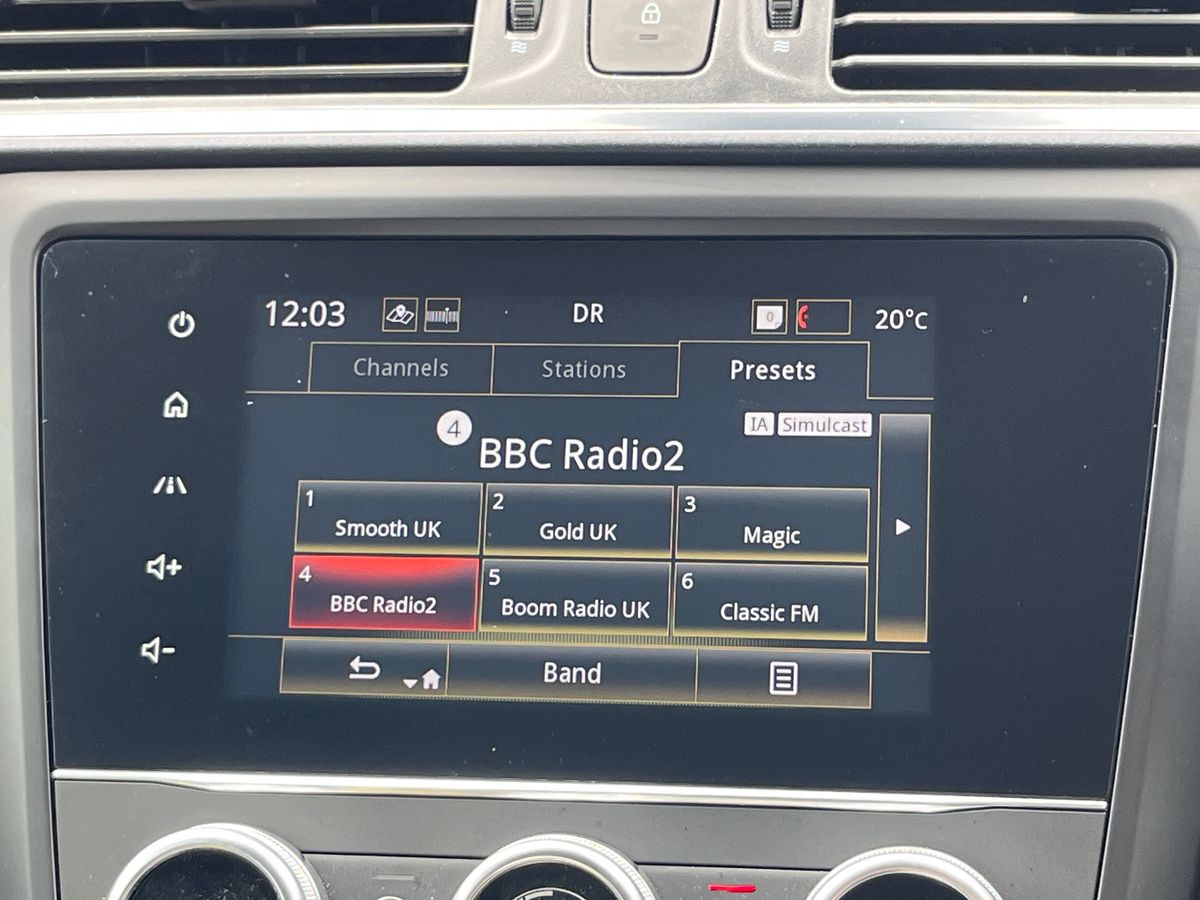 12:03 DR 0 20°C
Channels Stations Presets
4 BBC Radio2 IA Simulcast
1 Smooth UK
2 Gold UK
3 Magic
4 BBC Radio2
5 Boom Radio UK
6 Classic FM
Band